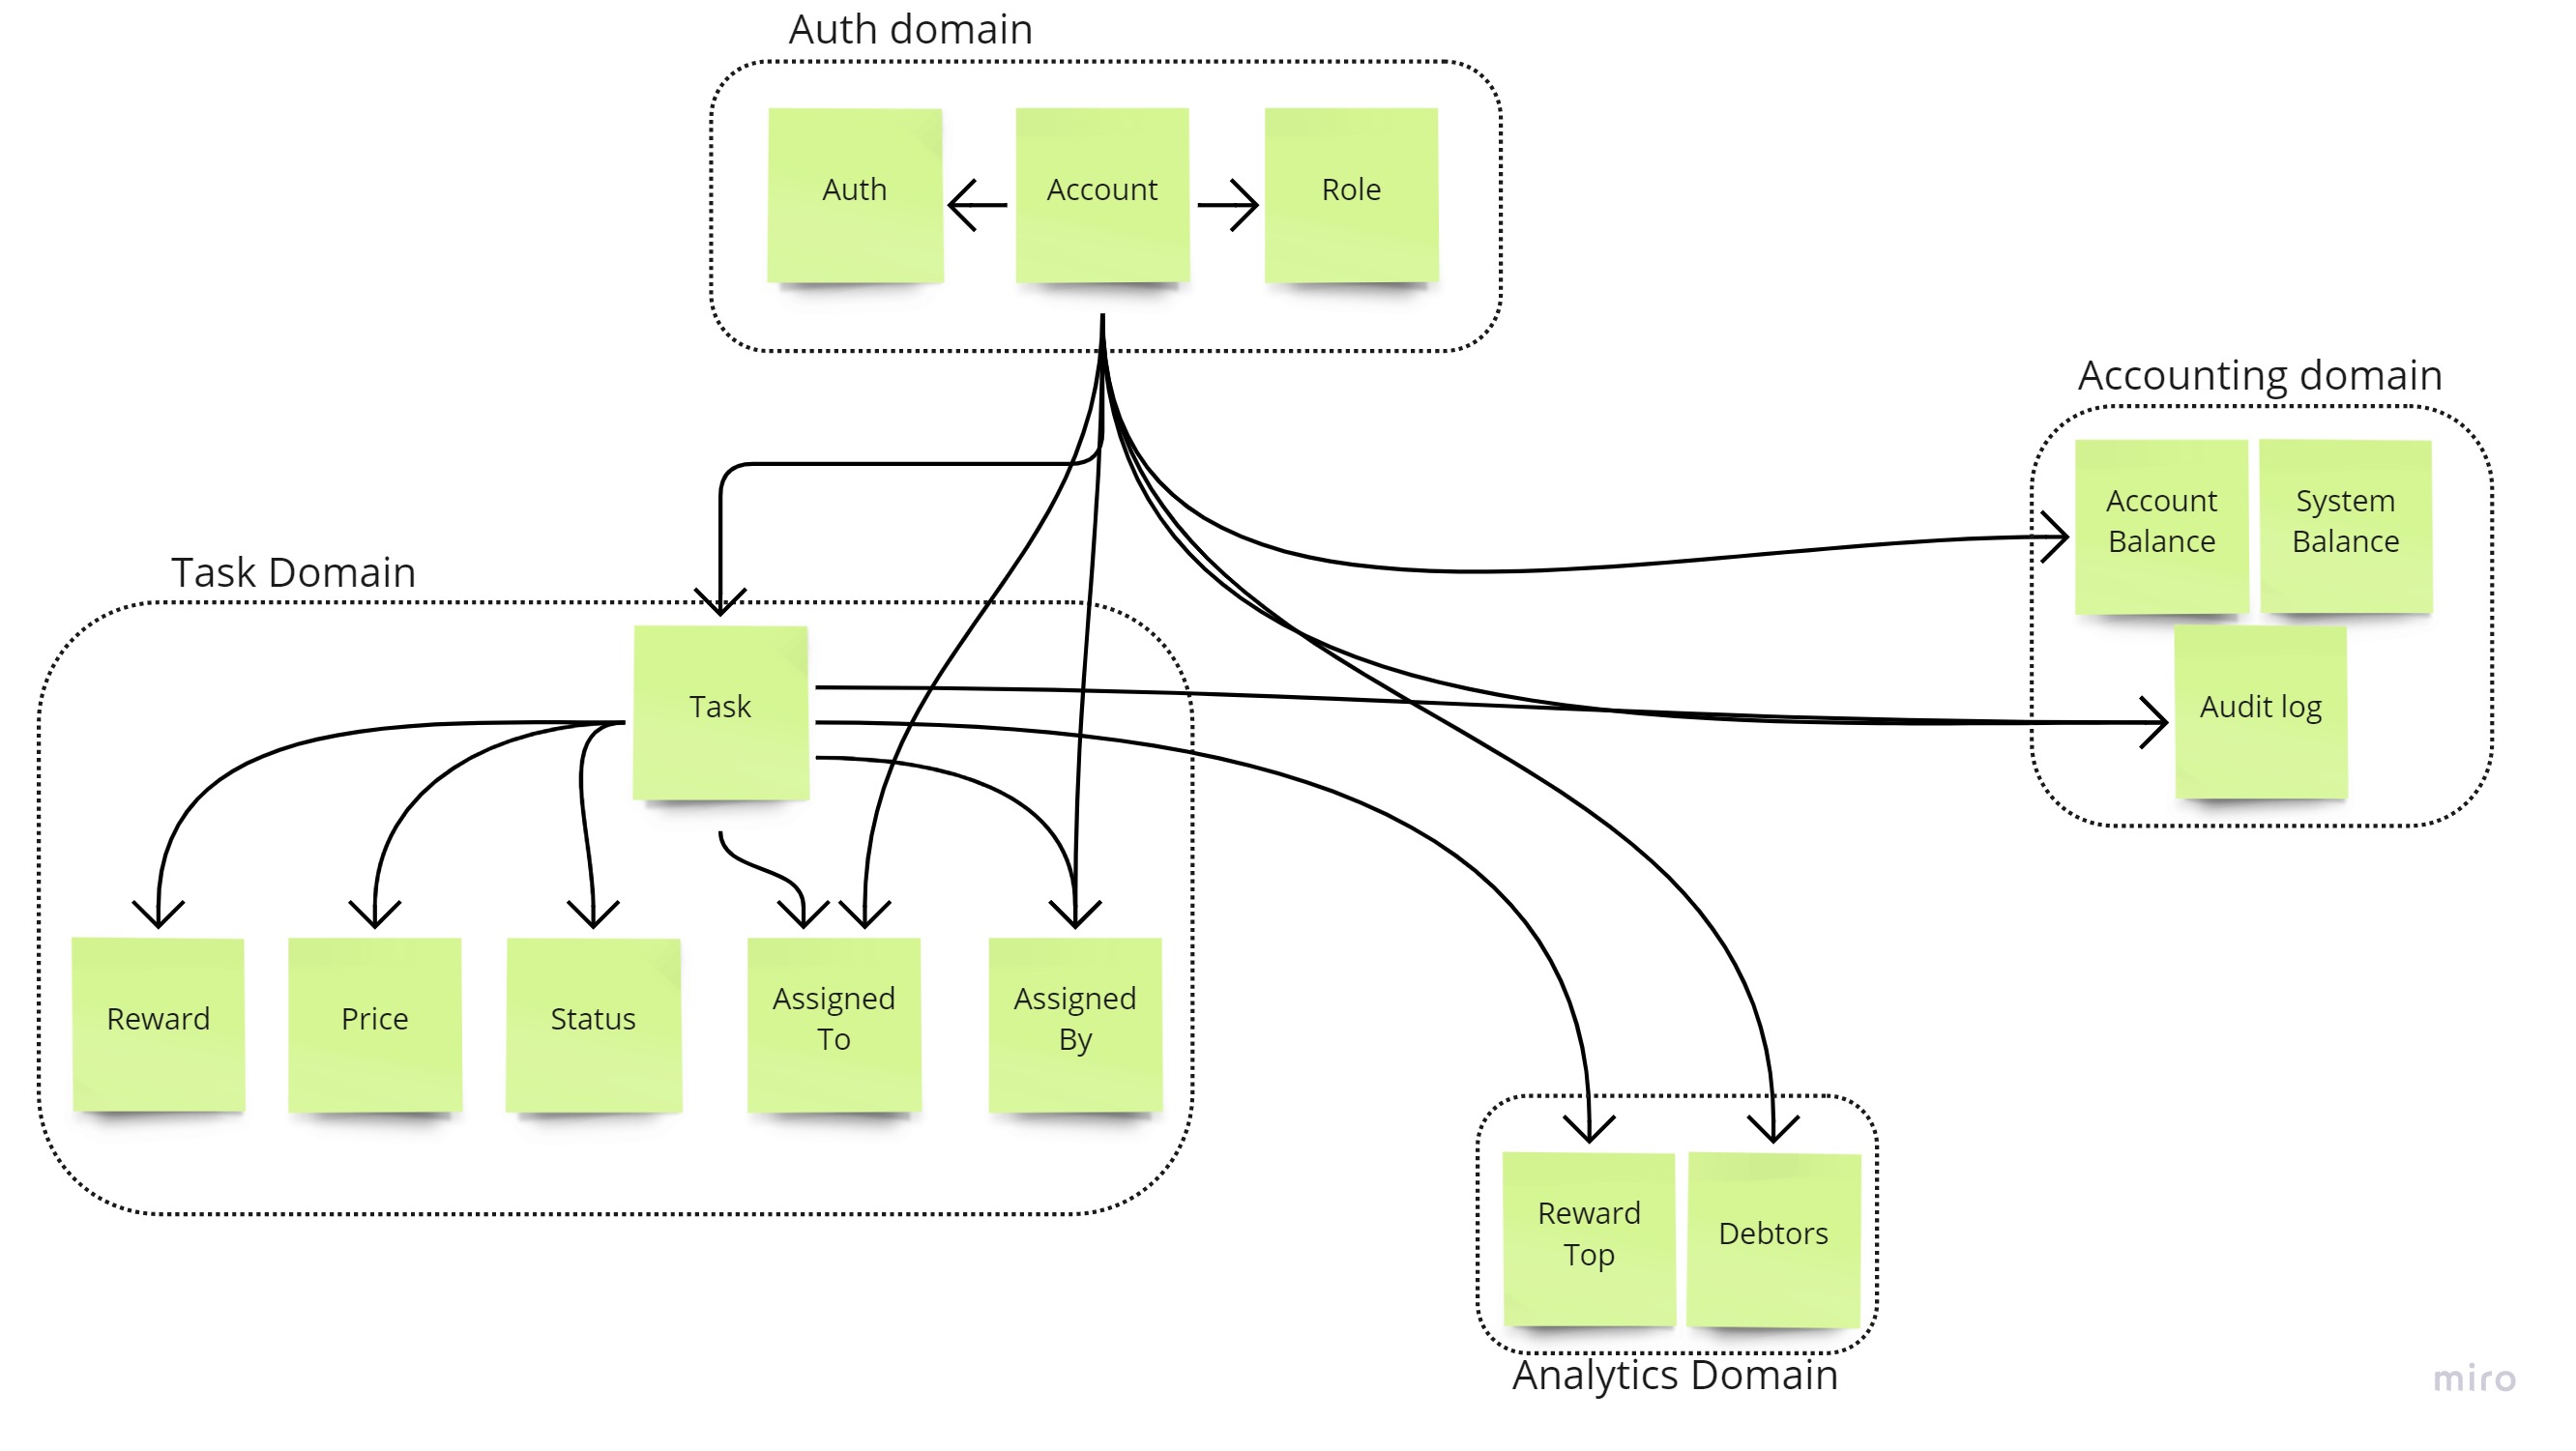 Auth domain
Auth
Account
Role
Accounting domain
Account
Balance
System
Balance
Audit log
Task Domain
Task
Reward
Price
Status
Assigned
To
Assigned
By
Reward
Top
Debtors
Analytics Domain
miro